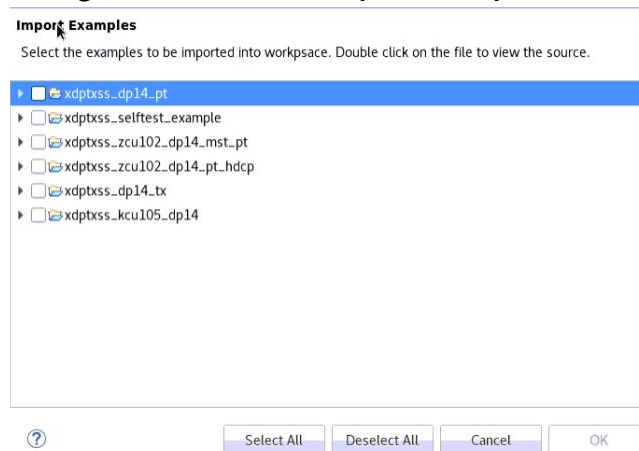 Import Examples
Select the examples to be imported into workpsace. Double click on the file to view the source.
xdptxss_dp14_pt
xdptxss_selftest_example
xdptxss_zcu102_dp14_mst_pt
xdptxss_zcu102_dp14_pt_hdcp
xdptxss_dp14_tx
xdptxss_kcu105_dp14
? Select All Deselect All Cancel OK